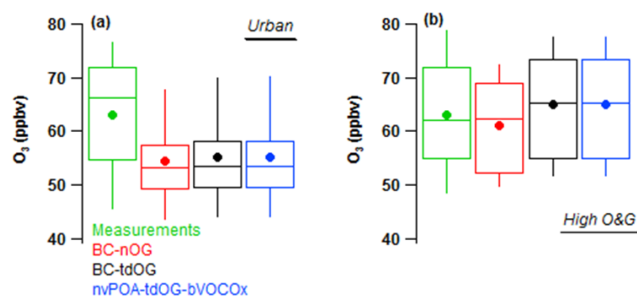 80
(a)
Urban
70
60
50
40
O3 (ppbv)
Measurements
BC-nOG
BC-tdOG
nvPOA-tdOG-bVOCOx
80
(b)
70
60
50
40
O3 (ppbv)
High O&G